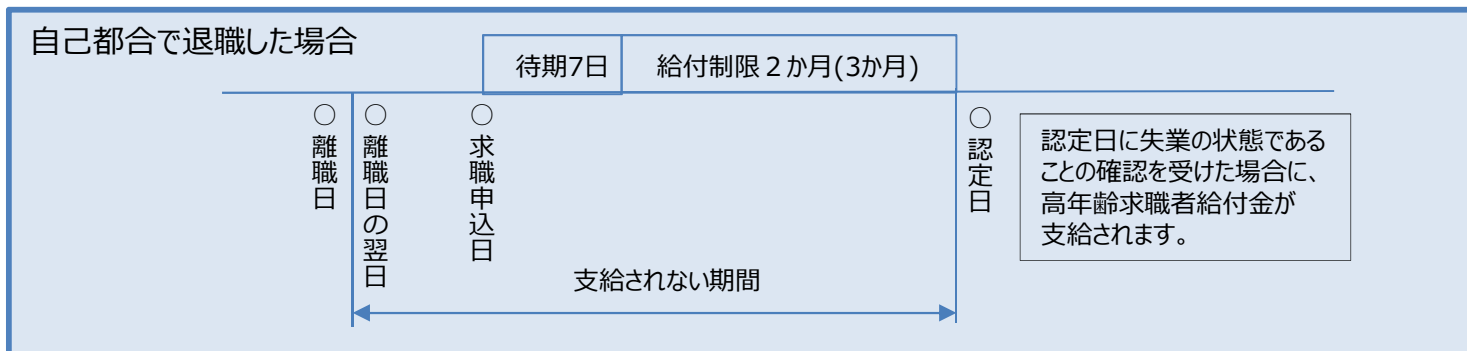 自己都合で退職した場合
待期7日
給付制限２か月(3か月)
○離職日
○離職日の翌日
○求職申込日
○認定日
認定日に失業の状態である
ことの確認を受けた場合に、
高年齢求職者給付金が
支給されます。
支給されない期間